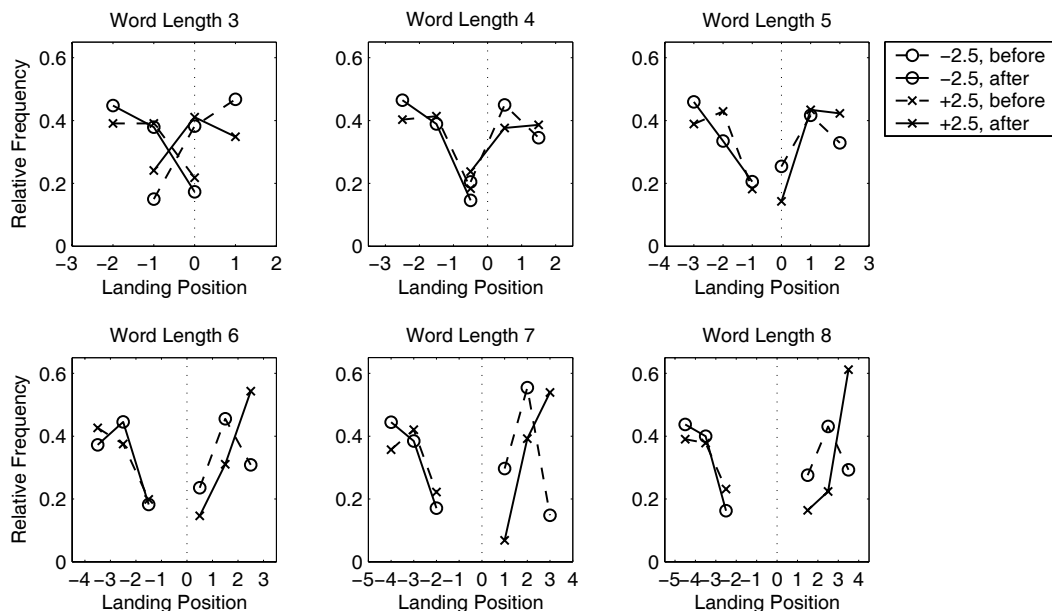 Word Length 3
Word Length 4
Word Length 5
0.6
0.4
0.2
0
Relative Frequency
−3 −2 −1 0 1 2
Landing Position
0.6
0.4
0.2
0
−3 −2 −1 0 1 2
Landing Position
0.6
0.4
0.2
0
−4 −3 −2 −1 0 1 2 3
Landing Position
−2.5, before
−2.5, after
+2.5, before
+2.5, after
Word Length 6
Word Length 7
Word Length 8
0.6
0.4
0.2
0
Relative Frequency
−4 −3 −2 −1 0 1 2 3
Landing Position
0.6
0.4
0.2
0
−5 −4 −3 −2 −1 0 1 2 3 4
Landing Position
0.6
0.4
0.2
0
−5 −4 −3 −2 −1 0 1 2 3 4
Landing Position